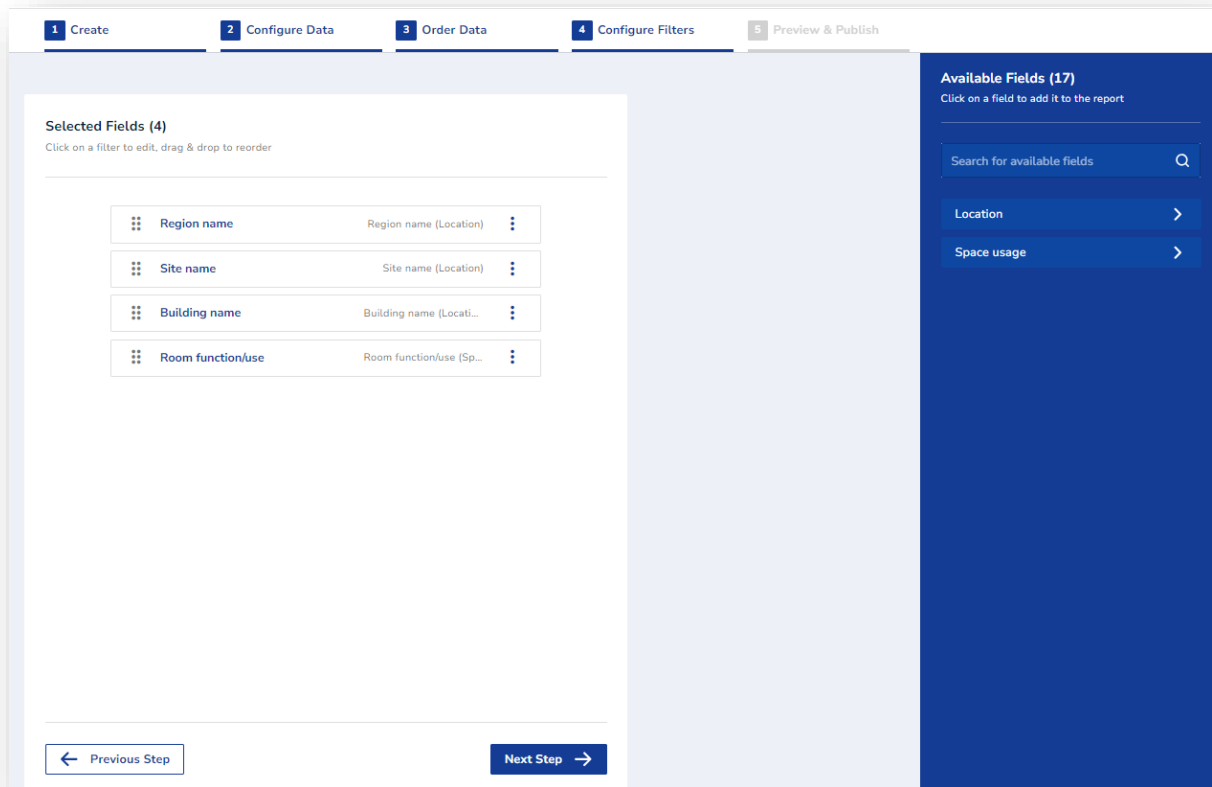 1 Create
2 Configure Data
3 Order Data
4 Configure Filters
5 Preview & Publish
Selected Fields (4)
Click on a filter to edit, drag & drop to reorder
Region name Region name (Location)
Site name Site name (Location)
Building name Building name (Locati...
Room function/use Room function/use (Sp...
Previous Step
Next Step
Available Fields (17)
Click on a field to add it to the report
Search for available fields
Location
Space usage